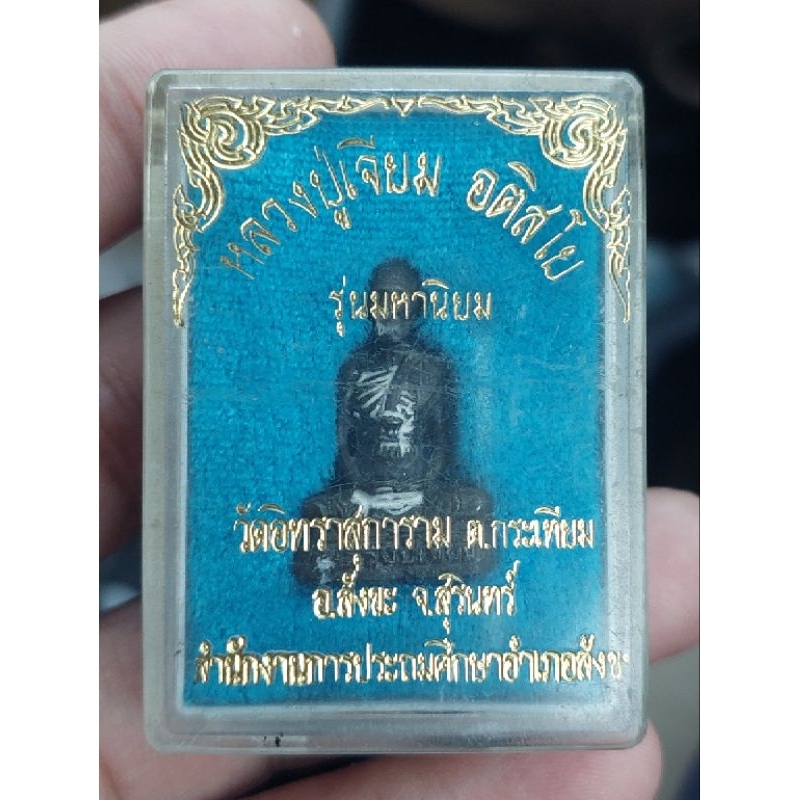 หลวงปู่เจียม อติสโย
รุ่นมหานิยม
วัดอิทราสุการาม ต.กระเทียม
อ.สังขะ จ.สุรินทร์
สำนักงานการประถมศึกษาอำเภอสังข